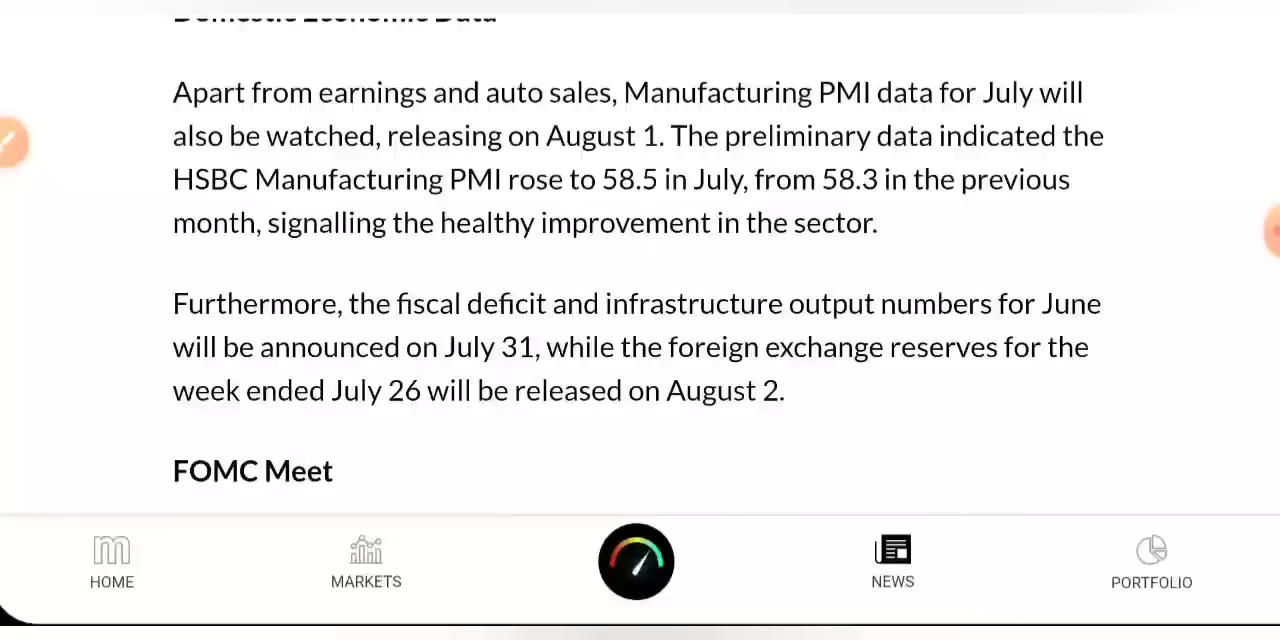 Domestic Economic Data
Apart from earnings and auto sales, Manufacturing PMI data for July will
also be watched, releasing on August 1. The preliminary data indicated the
HSBC Manufacturing PMI rose to 58.5 in July, from 58.3 in the previous
month, signalling the healthy improvement in the sector.
Furthermore, the fiscal deficit and infrastructure output numbers for June
will be announced on July 31, while the foreign exchange reserves for the
week ended July 26 will be released on August 2.
FOMC Meet
m
HOME
MARKETS
NEWS
PORTFOLIO